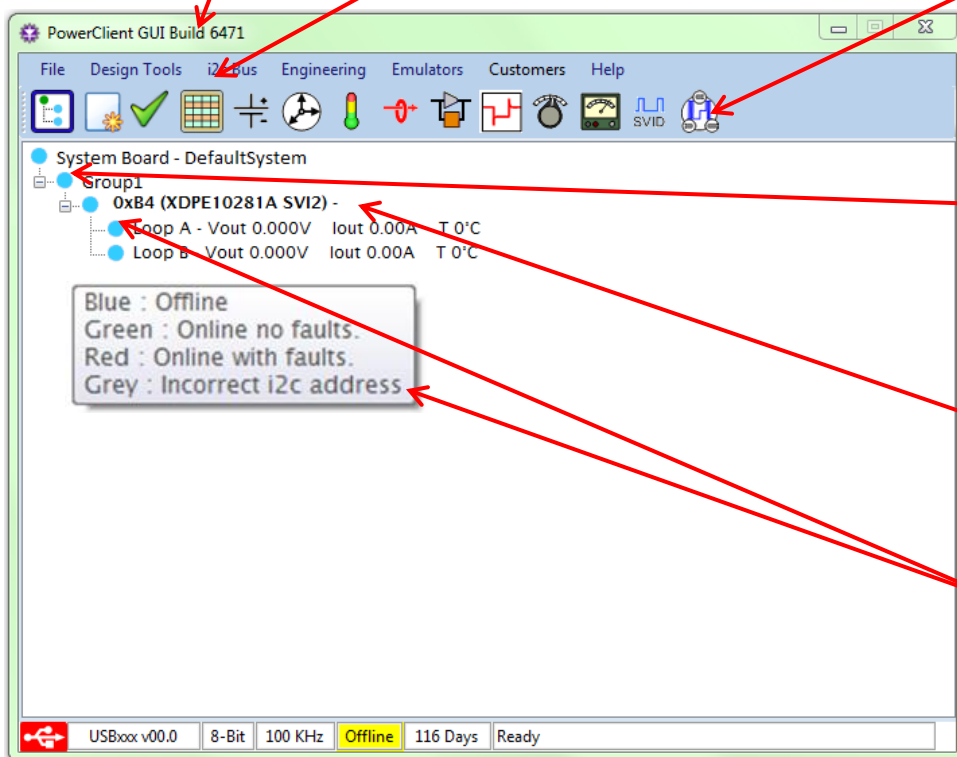 PowerClient GUI Build 6471
File Design Tools i2c Bus Engineering Emulators Customers Help
SVID
System Board - DefaultSystem
Group1
0xB4 (XDPE10281A SVI2) -
Loop A - Vout 0.000V Iout 0.00A T 0°C
Loop B - Vout 0.000V Iout 0.00A T 0°C
Blue : Offline
Green : Online no faults.
Red : Online with faults.
Grey : Incorrect i2c address
USBxxx v00.0 8-Bit 100 KHz Offline 116 Days Ready